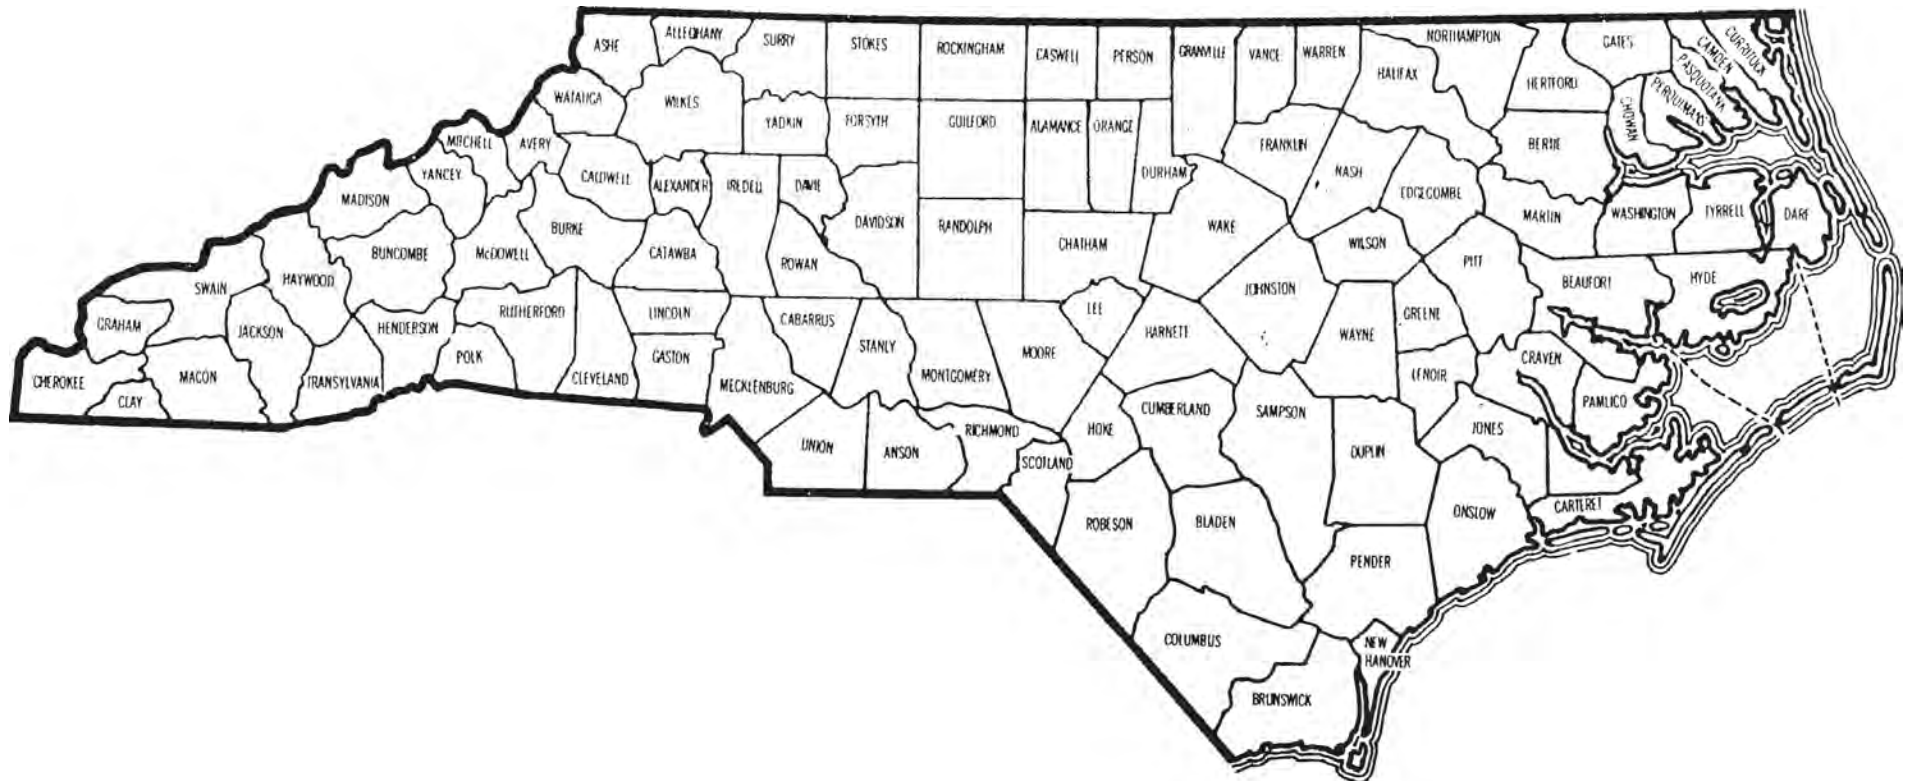 ASHE
ALLEGHANY
SURRY
STOKES
ROCKINGHAM
CASWELL
PERSON
GRANVILLE
VANCE
WARREN
NORTHAMPTON
GATES
CURRITUCK
CAMDEN
PASQUOTANK
PERQUIMANS
CHOWAN
HALIFAX
HERTFORD
WATAUGA
WILKES
YADKIN
FORSYTH
GUILFORD
ALAMANCE
ORANGE
DURHAM
FRANKLIN
BERTIE
MITCHELL
AVERY
YANCEY
CALDWELL
ALEXANDER
IREDELL
DAVIE
NASH
EDGECOMBE
MADISON
DAVIDSON
RANDOLPH
CHATHAM
WAKE
WILSON
MARTIN
WASHINGTON
TYRRELL
DARE
BUNCOMBE
McDOWELL
BURKE
CATAWBA
ROWAN
SWAIN
HAYWOOD
PITT
BEAUFORT
HYDE
GRAHAM
JACKSON
HENDERSON
RUTHERFORD
LINCOLN
CABARRUS
LEE
JOHNSTON
GREENE
HARNETT
WAYNE
CHEROKEE
CLAY
MACON
TRANSYLVANIA
POLK
CLEVELAND
GASTON
MECKLENBURG
STANLY
MONTGOMERY
MOORE
LENOIR
CRAVEN
PAMLICO
UNION
ANSON
RICHMOND
SCOTLAND
HOKE
CUMBERLAND
SAMPSON
DUPLIN
JONES
ROBESON
BLADEN
ONSLOW
CARTERET
PENDER
COLUMBUS
NEW
HANOVER
BRUNSWICK